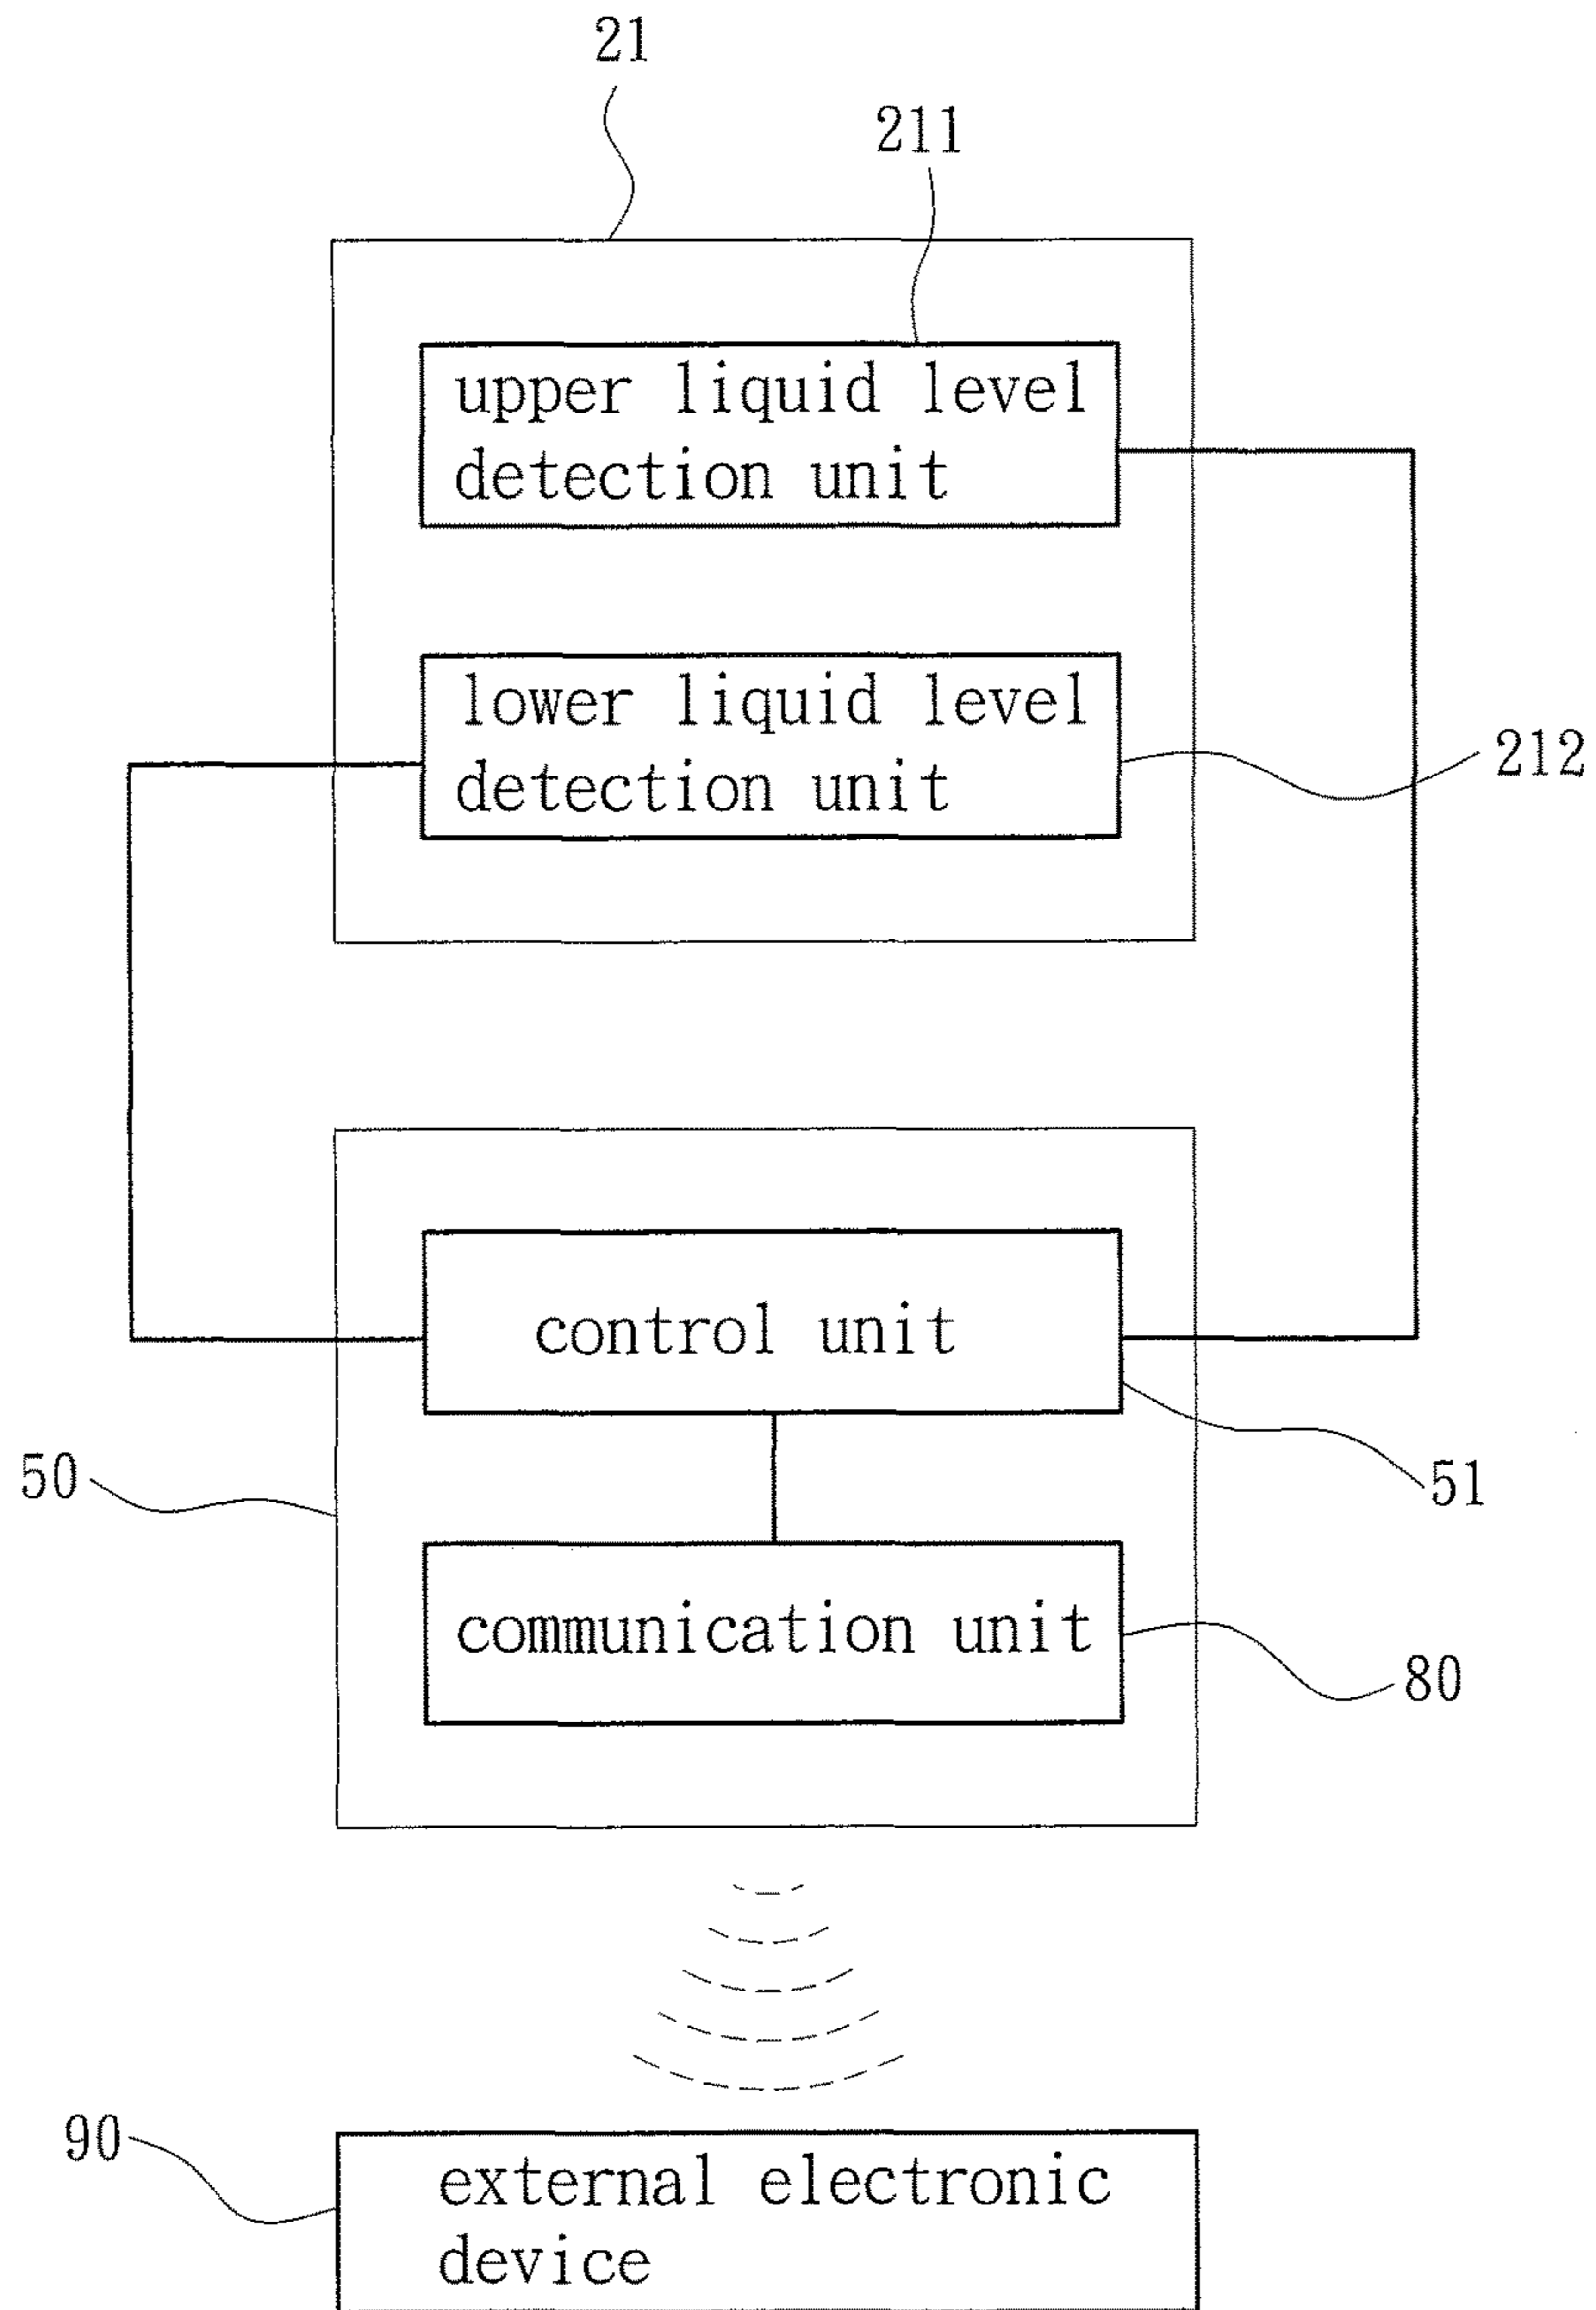 21
211
upper liquid level
detection unit
lower liquid level
detection unit
212
control unit
50
51
communication unit
80
90
external electronic
device